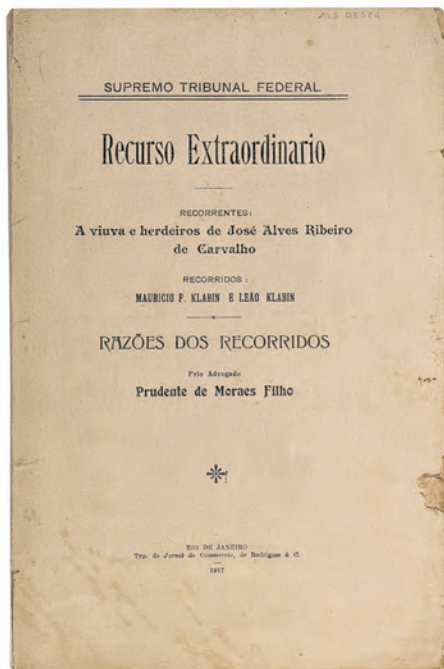 SUPREMO TRIBUNAL FEDERAL
Recurso Extraordinario
RECORRENTES:
A viuva e herdeiros de José Alves Ribeiro
de Carvalho
RECORRIDOS:
MAURICIO F. KLABIN E LEÃO KLABIN
RAZÕES DOS RECORRIDOS
Pelo Advogado
Prudente de Moraes Filho
RIO DE JANEIRO
Typ. do Jornal do Commercio, de Rodrigues & C.
1917